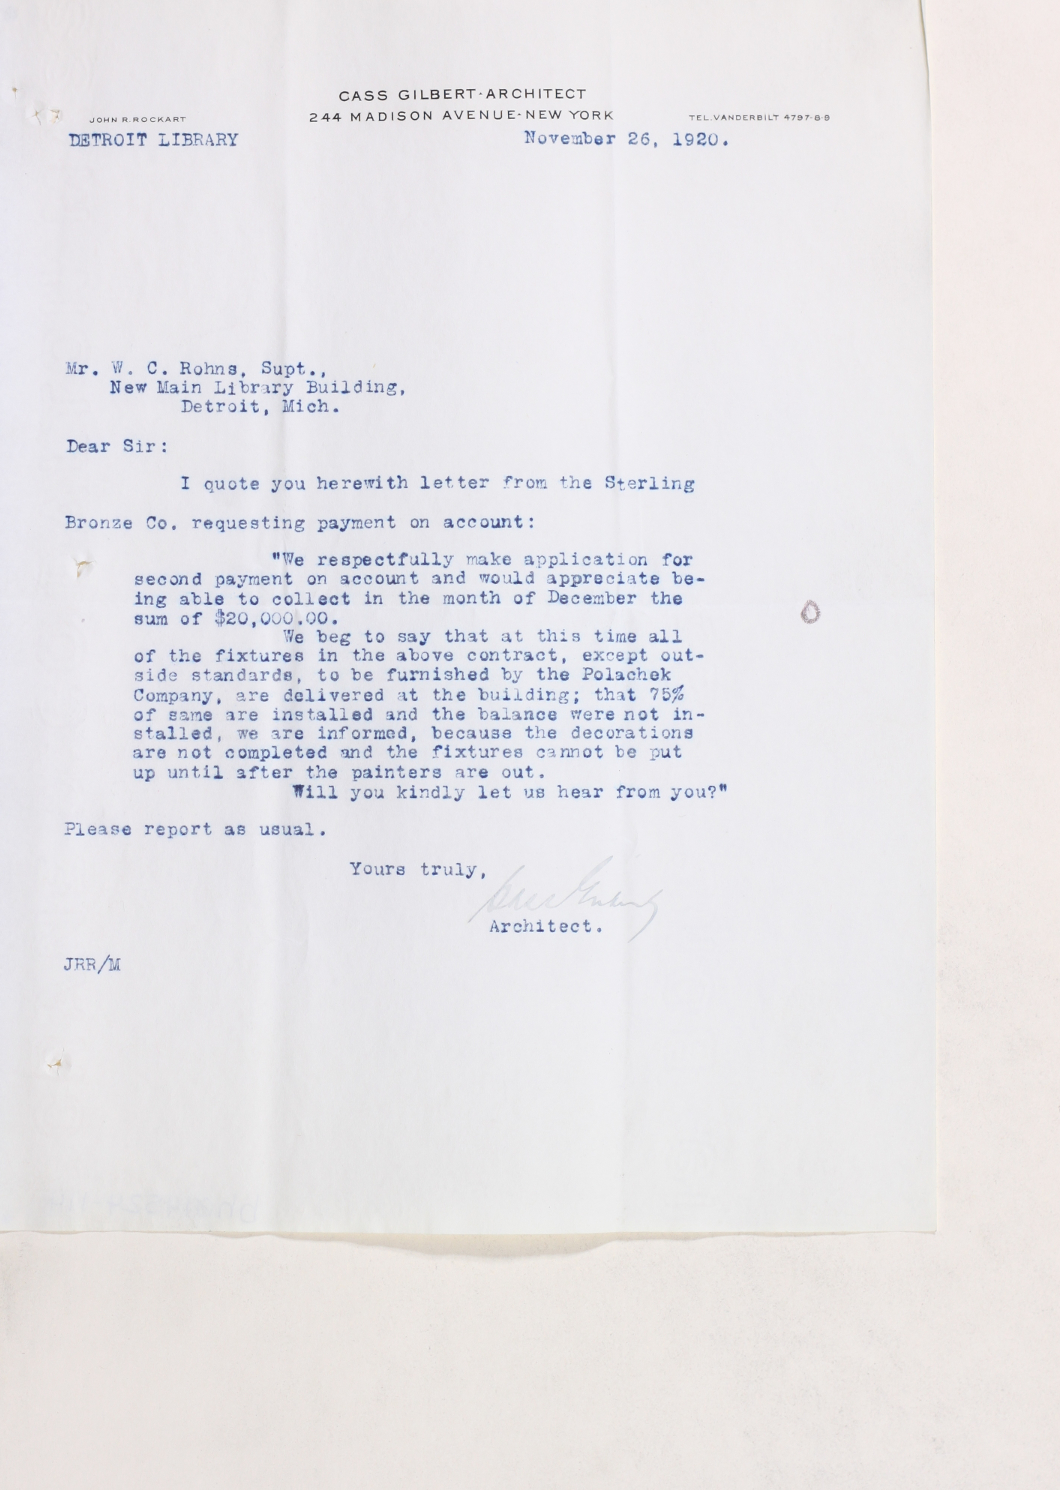 CASS GILBERT-ARCHITECT
244 MADISON AVENUE-NEW YORK
JOHN R. ROCKART
TEL. VANDERBILT 4797-8-9
DETROIT LIBRARY
November 26, 1920.
Mr. W. C. Rohns, Supt.,
New Main Library Building,
Detroit, Mich.
Dear Sir:
I quote you herewith letter from the Sterling
Bronze Co. requesting payment on account:
"We respectfully make application for
second payment on account and would appreciate be-
ing able to collect in the month of December the
sum of $20,000.00.
We beg to say that at this time all
of the fixtures in the above contract, except out-
side standards, to be furnished by the Polachek
Company, are delivered at the building; that 75%
of same are installed and the balance were not in-
stalled, we are informed, because the decorations
are not completed and the fixtures cannot be put
up until after the painters are out.
Will you kindly let us hear from you?"
Please report as usual.
Yours truly,
Cass Gilbert
Architect.
JRR/M